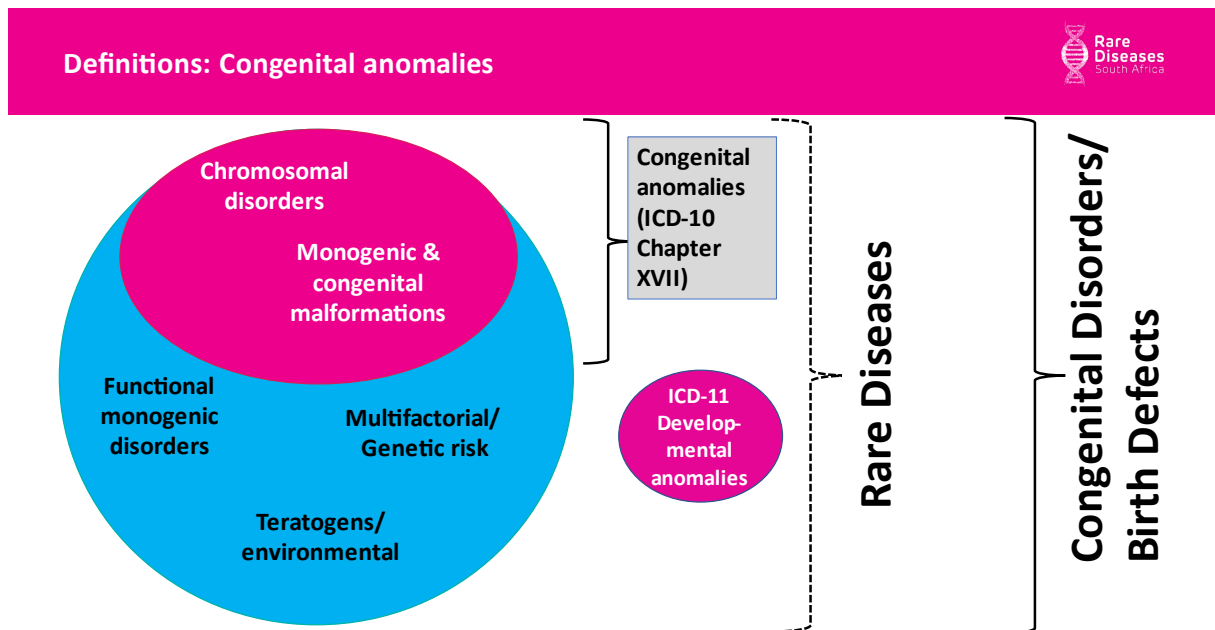 Definitions: Congenital anomalies
Rare
Diseases
South Africa
Chromosomal
disorders
Monogenic &
congenital
malformations
Functional
monogenic
disorders
Multifactorial/
Genetic risk
Teratogens/
environmental
Congenital
anomalies
(ICD-10
Chapter
XVII)
ICD-11
Develop-
mental
anomalies
Rare Diseases
Congenital Disorders/
Birth Defects